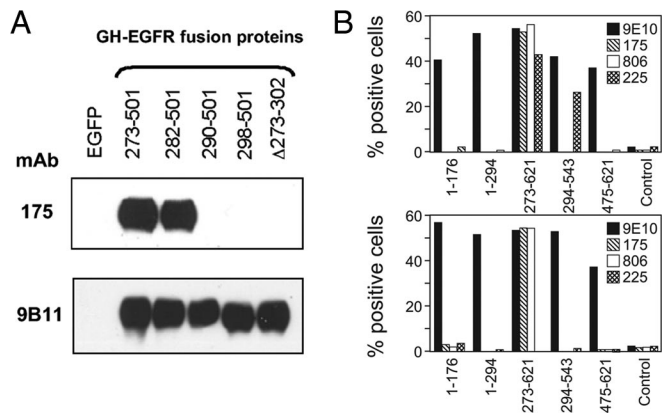 A
GH-EGFR fusion proteins
EGFP
273-501
282-501
290-501
298-501
Δ273-302
mAb
175
9B11
B
% positive cells
60
40
20
0
9E10
175
806
225
1-176
1-294
273-621
294-543
475-621
Control
% positive cells
60
40
20
0
9E10
175
806
225
1-176
1-294
273-621
294-543
475-621
Control